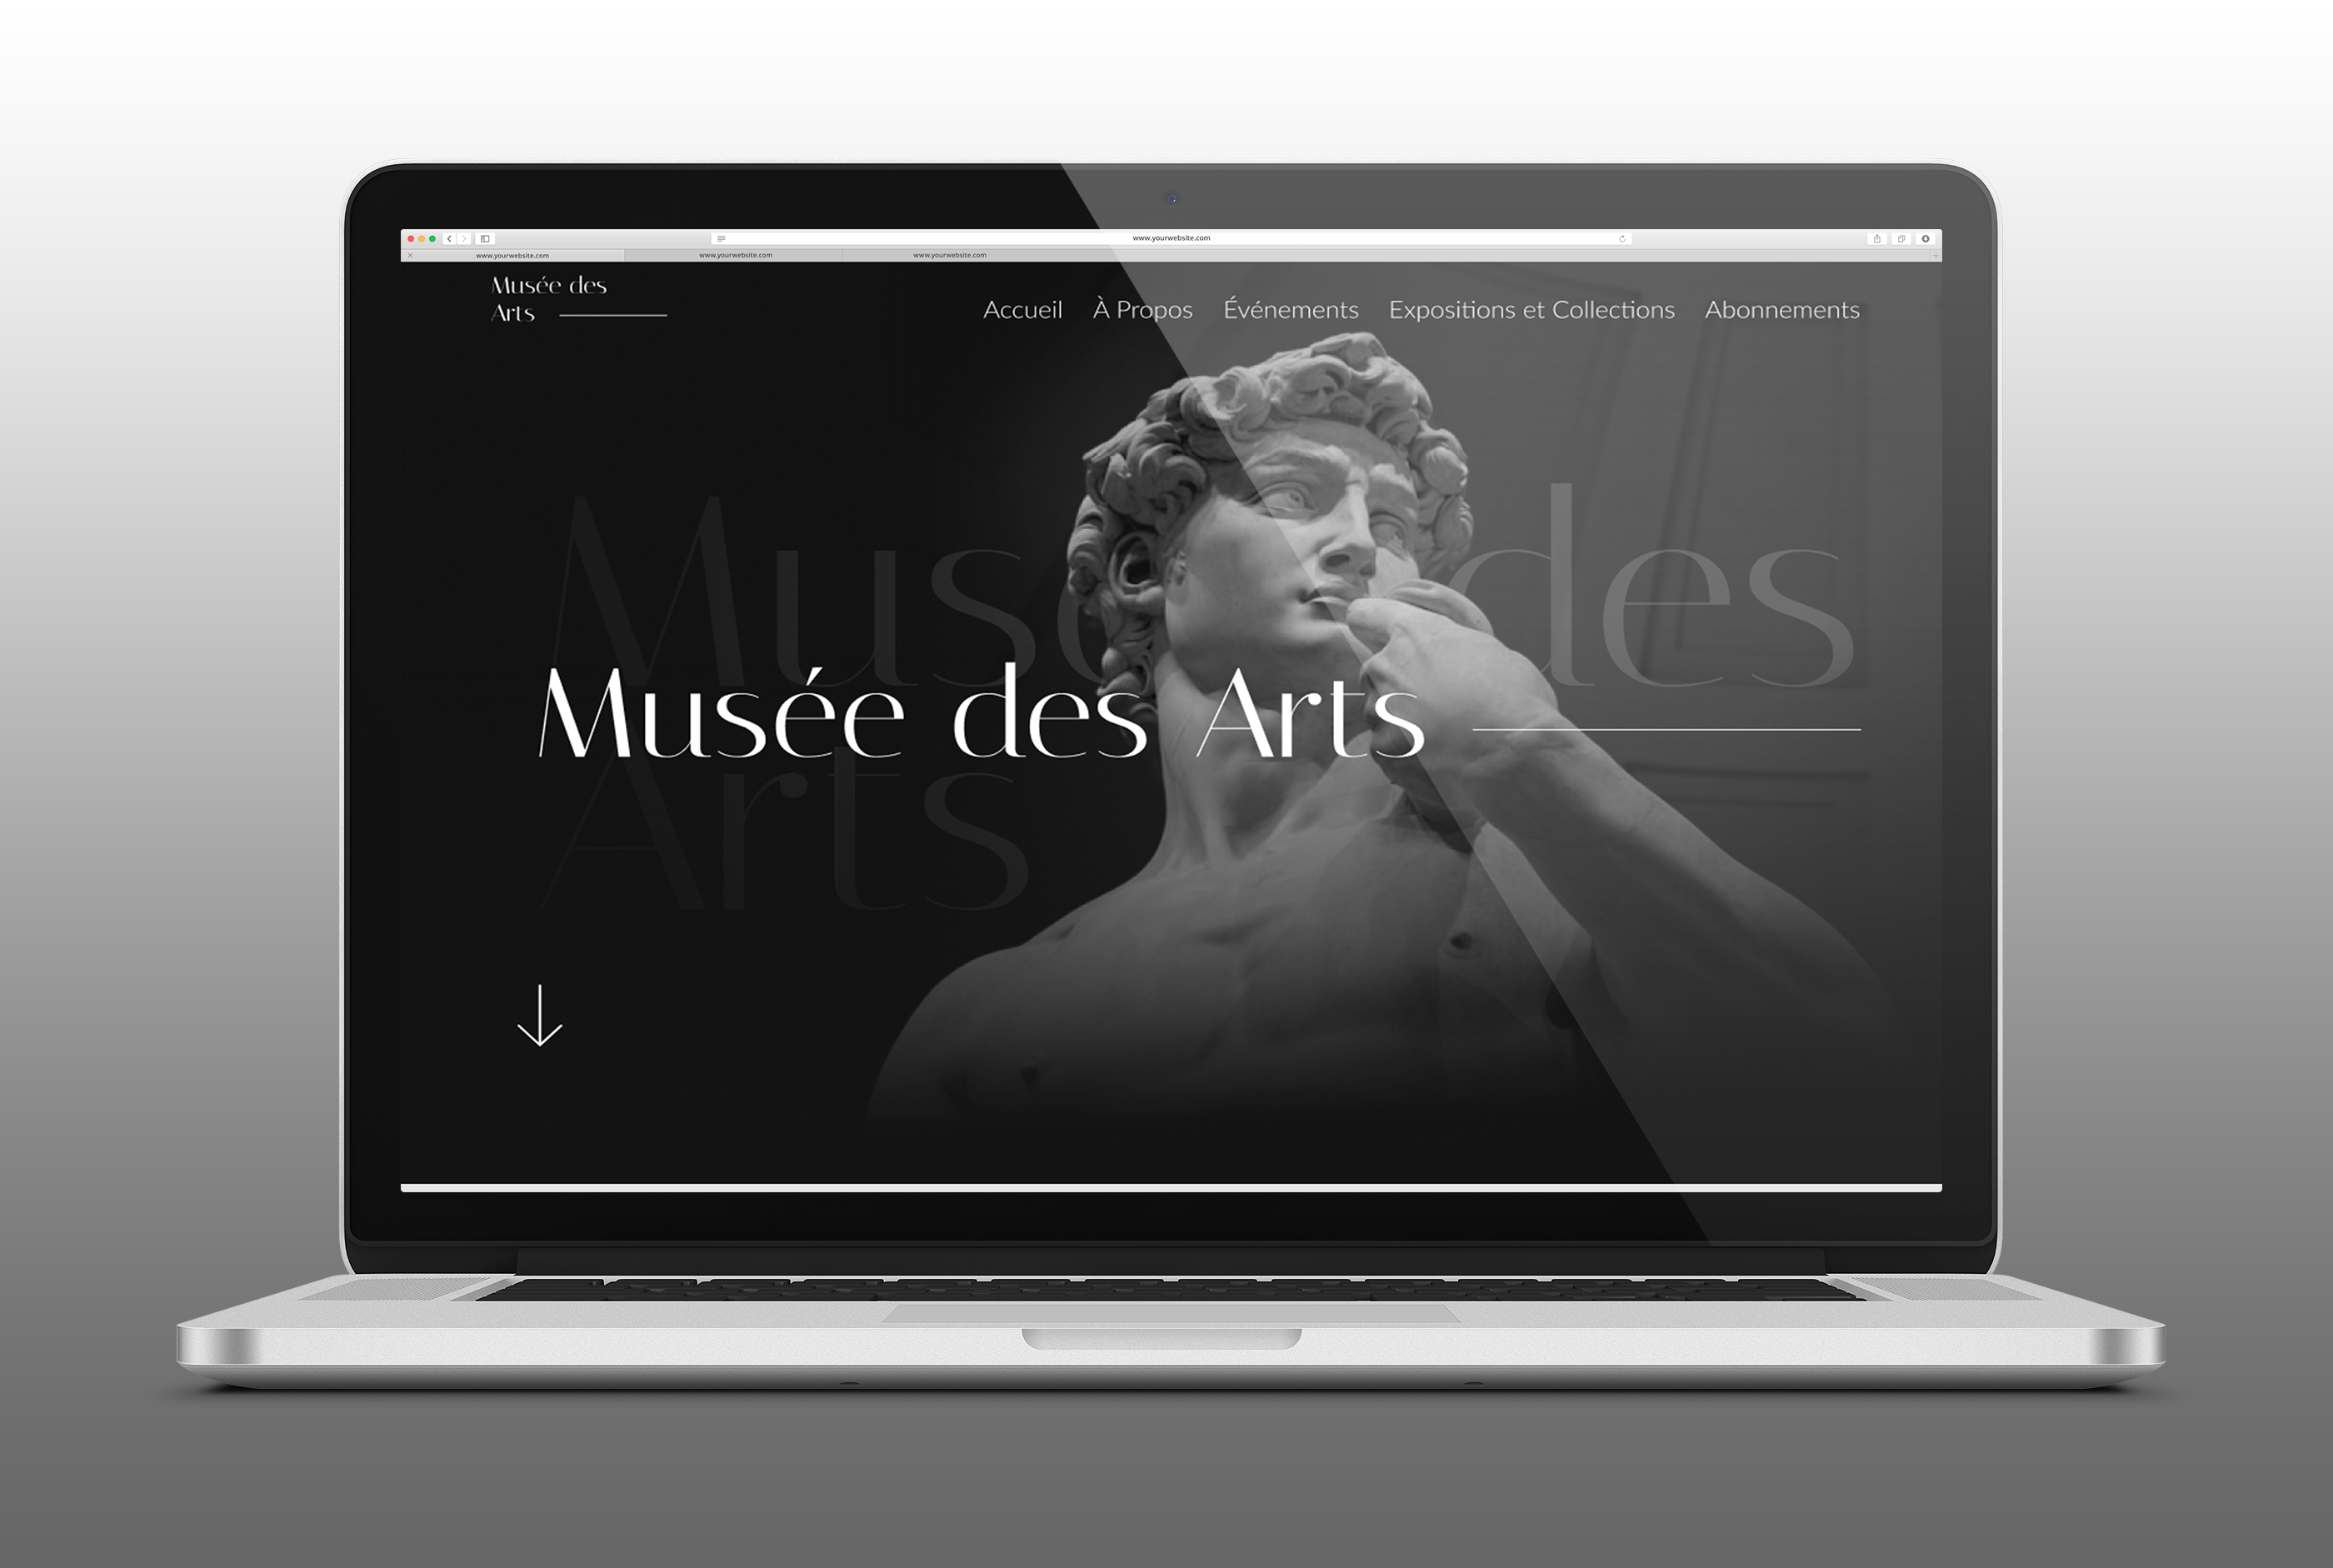 www.yourwebsite.com
www.yourwebsite.com
www.yourwebsite.com
www.yourwebsite.com
Musée des
Arts
Accueil
À Propos
Événements
Expositions et Collections
Abonnements
Musée des
Arts
Musée des Arts